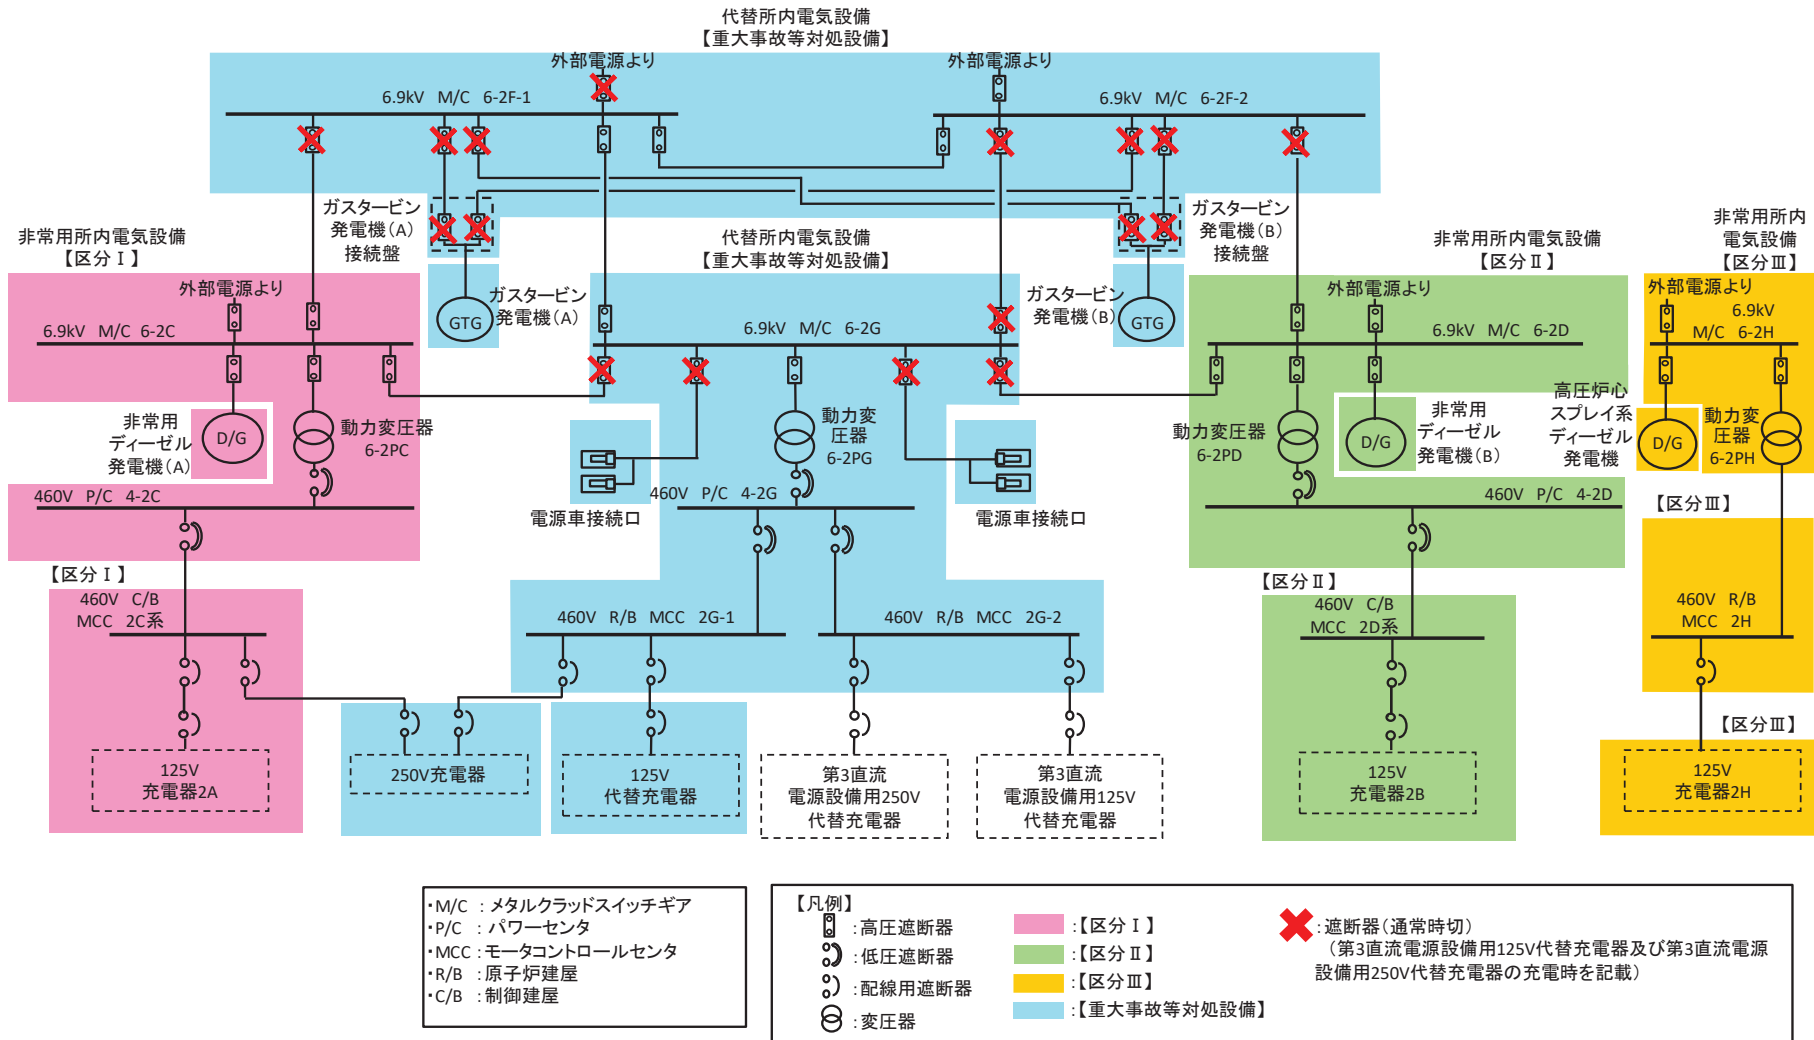 代替所内電気設備
【重大事故等対処設備】
外部電源より
外部電源より
6.9kV M/C 6-2F-1
6.9kV M/C 6-2F-2
ガスタービン
発電機(A)
接続盤
ガスタービン
発電機(B)
接続盤
非常用所内電気設備
【区分Ⅰ】
代替所内電気設備
【重大事故等対処設備】
非常用所内電気設備
【区分Ⅱ】
非常用所内
電気設備
【区分Ⅲ】
外部電源より
GTG
ガスタービン
発電機(A)
ガスタービン
発電機(B)
GTG
外部電源より
外部電源より
6.9kV M/C 6-2C
6.9kV M/C 6-2G
6.9kV M/C 6-2D
6.9kV
M/C 6-2H
非常用
ディーゼル
発電機(A)
D/G
動力変圧器
6-2PC
動力変
圧器
6-2PG
動力変圧器
6-2PD
D/G
非常用
ディーゼル
発電機(B)
高圧炉心
スプレイ系
ディーゼル
発電機
D/G
動力変
圧器
6-2PH
460V P/C 4-2C
電源車接続口
460V P/C 4-2G
電源車接続口
460V P/C 4-2D
【区分Ⅲ】
【区分Ⅰ】
460V C/B
MCC 2C系
460V R/B MCC 2G-1
460V R/B MCC 2G-2
【区分Ⅱ】
460V C/B
MCC 2D系
460V R/B
MCC 2H
【区分Ⅲ】
125V
充電器2A
250V充電器
125V
代替充電器
第3直流
電源設備用250V
代替充電器
第3直流
電源設備用125V
代替充電器
125V
充電器2B
125V
充電器2H
・M/C :メタルクラッドスイッチギア
・P/C :パワーセンタ
・MCC:モータコントロールセンタ
・R/B :原子炉建屋
・C/B :制御建屋
【凡例】
:高圧遮断器
:低圧遮断器
:配線用遮断器
:変圧器
:【区分Ⅰ】
:【区分Ⅱ】
:【区分Ⅲ】
:【重大事故等対処設備】
:遮断器(通常時切)
(第3直流電源設備用125V代替充電器及び第3直流電源
設備用250V代替充電器の充電時を記載)